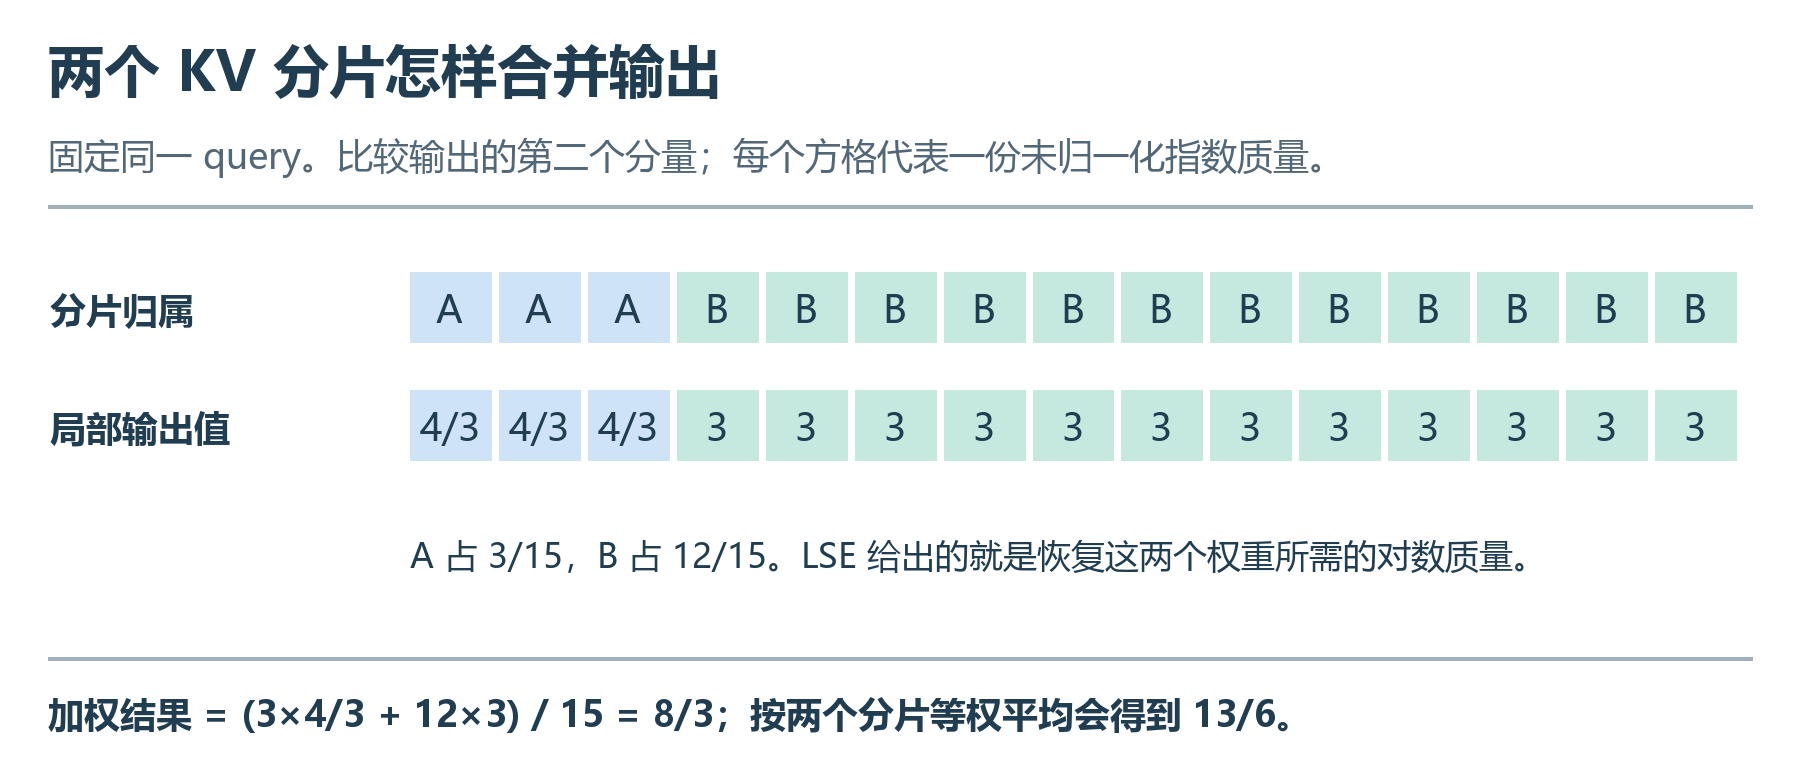 两个 KV 分片怎样合并输出
固定同一 query。比较输出的第二个分量；每个方格代表一份未归一化指数质量。
分片归属 A A A B B B B B B B B B B B B
局部输出值 4/3 4/3 4/3 3 3 3 3 3 3 3 3 3 3 3 3
A 占 3/15，B 占 12/15。LSE 给出的就是恢复这两个权重所需的对数质量。
加权结果 = (3×4/3 + 12×3) / 15 = 8/3；按两个分片等权平均会得到 13/6。